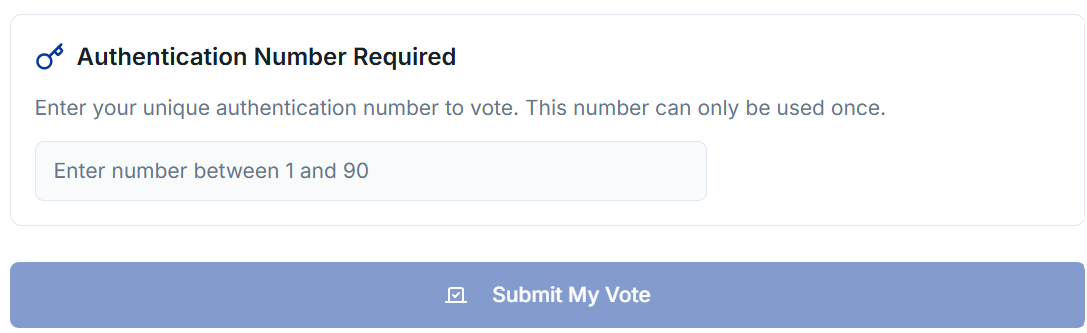 Authentication Number Required
Enter your unique authentication number to vote. This number can only be used once.
Enter number between 1 and 90
Submit My Vote